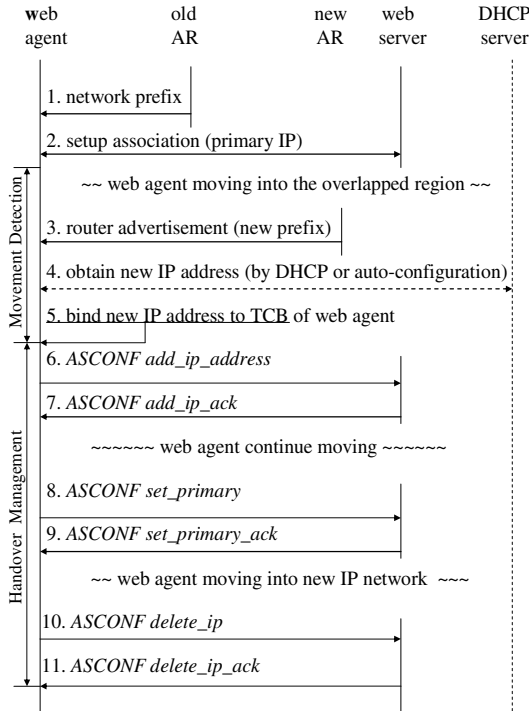 web old new web DHCP
agent AR AR server server
1. network prefix
2. setup association (primary IP)
~~ web agent moving into the overlapped region ~~
3. router advertisement (new prefix)
4. obtain new IP address (by DHCP or auto-configuration)
5. bind new IP address to TCB of web agent
Movement Detection
6. ASCONF add_ip_address
7. ASCONF add_ip_ack
~~~~~~ web agent continue moving ~~~~~~
8. ASCONF set_primary
9. ASCONF set_primary_ack
~~ web agent moving into new IP network ~~~
10. ASCONF delete_ip
11. ASCONF delete_ip_ack
Handover Management